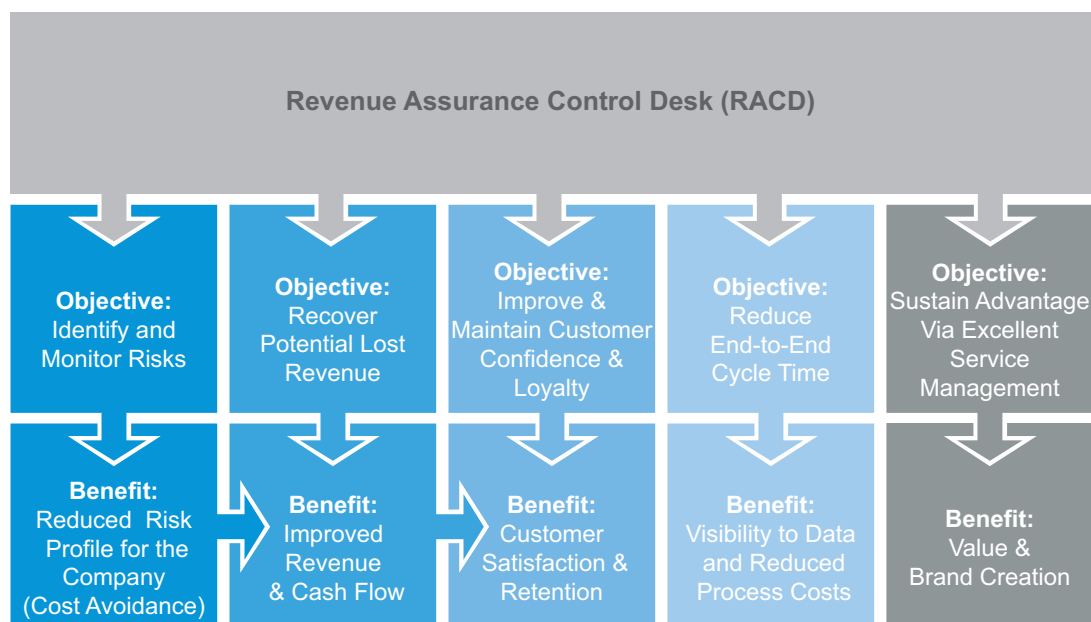 Revenue Assurance Control Desk (RACD)
Objective:
Identify and
Monitor Risks
Objective:
Recover
Potential Lost
Revenue
Objective:
Improve &
Maintain Customer
Confidence &
Loyalty
Objective:
Reduce
End-to-End
Cycle Time
Objective:
Sustain Advantage
Via Excellent
Service
Management
Benefit:
Reduced Risk
Profile for the
Company
(Cost Avoidance)
Benefit:
Improved
Revenue
& Cash Flow
Benefit:
Customer
Satisfaction &
Retention
Benefit:
Visibility to Data
and Reduced
Process Costs
Benefit:
Value &
Brand Creation